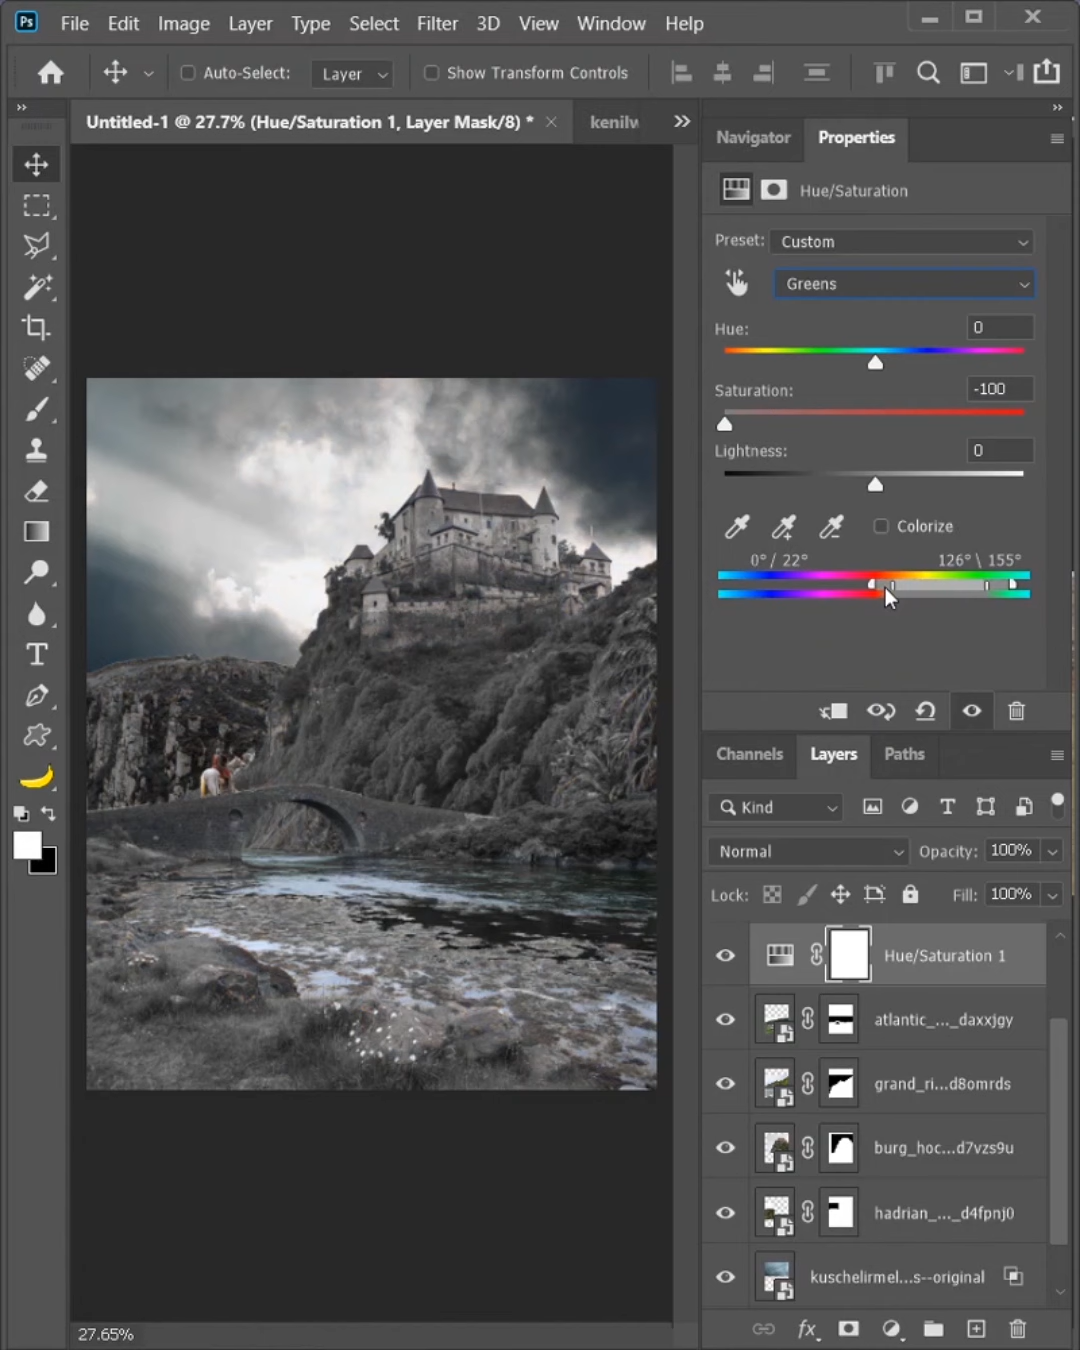 Ps File Edit Image Layer Type Select Filter 3D View Window Help
Auto-Select: Layer Show Transform Controls
Untitled-1 @ 27.7% (Hue/Saturation 1, Layer Mask/8) * kenilw
Navigator Properties
Hue/Saturation
Preset: Custom
Greens
Hue: 0
Saturation: -100
Lightness: 0
Colorize
0° / 22° 126° \ 155°
Channels Layers Paths
Kind
Normal Opacity: 100%
Lock: Fill: 100%
Hue/Saturation 1
atlantic_..._daxxjgy
grand_ri...d8omrds
burg_hoc...d7vzs9u
hadrian_..._d4fpnj0
kuschelirmel...s--original
fx
27.65%